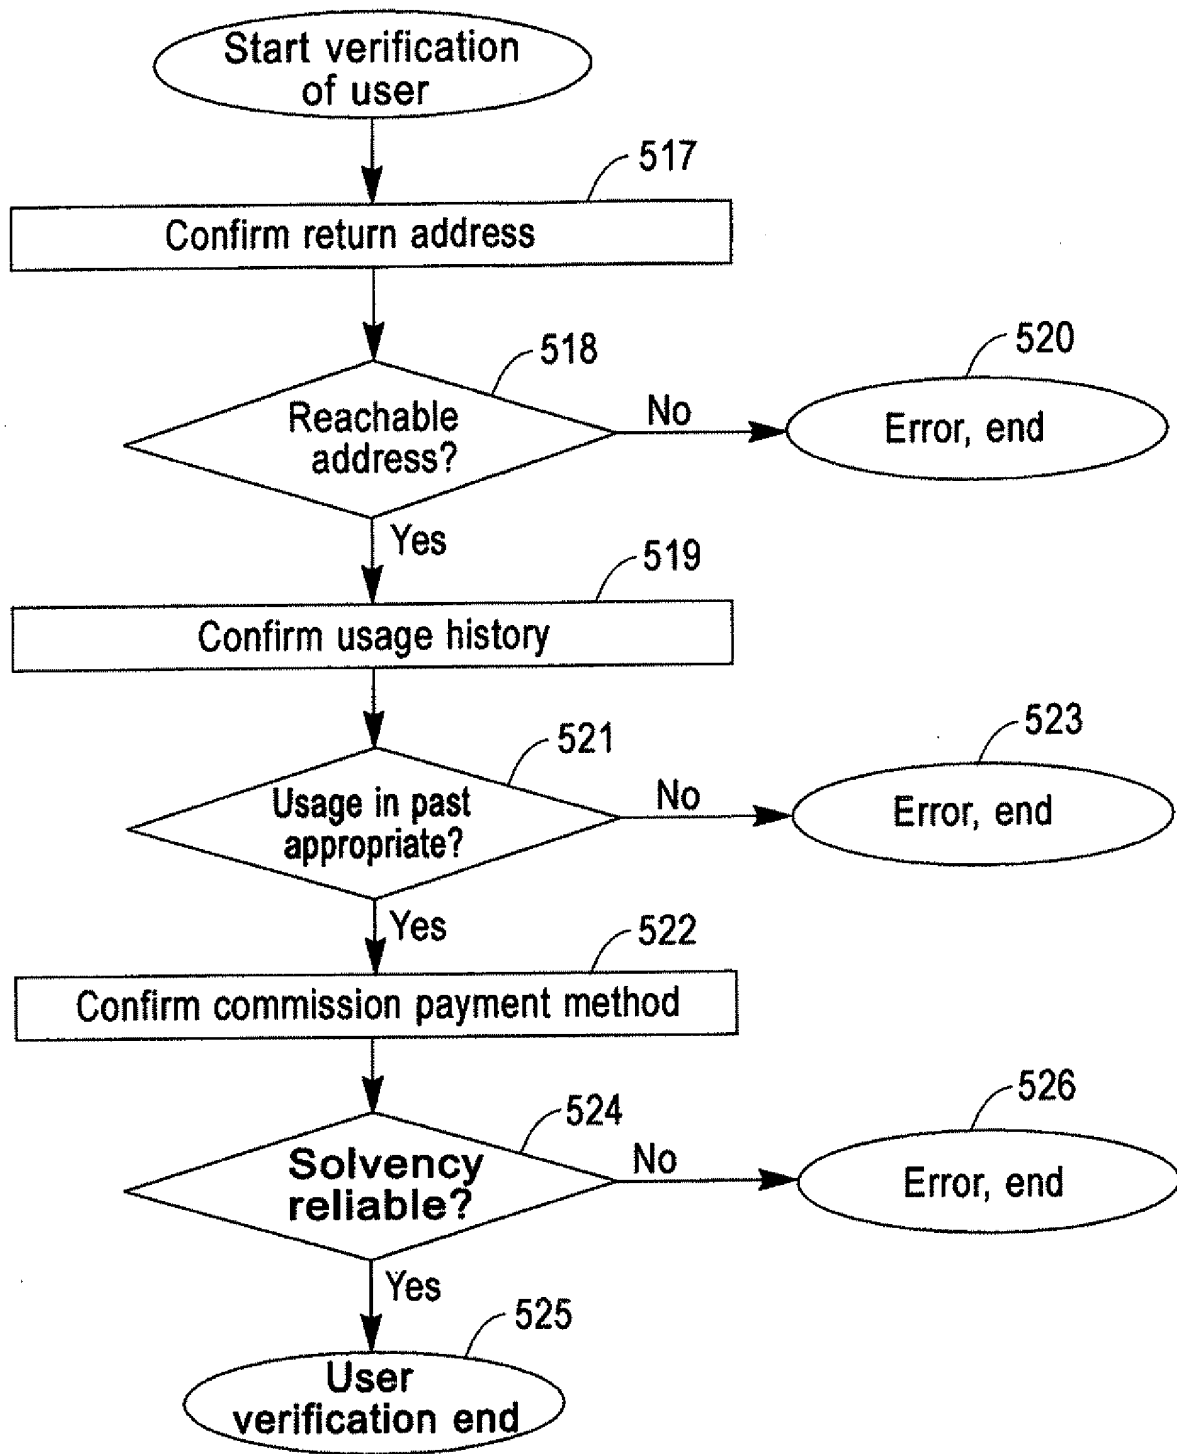 Start verification
of user
517
Confirm return address
518
Reachable
address?
No
520
Error, end
Yes
519
Confirm usage history
521
Usage in past
appropriate?
No
523
Error, end
Yes
522
Confirm commission payment method
524
Solvency
reliable?
No
526
Error, end
Yes
525
User
verification end